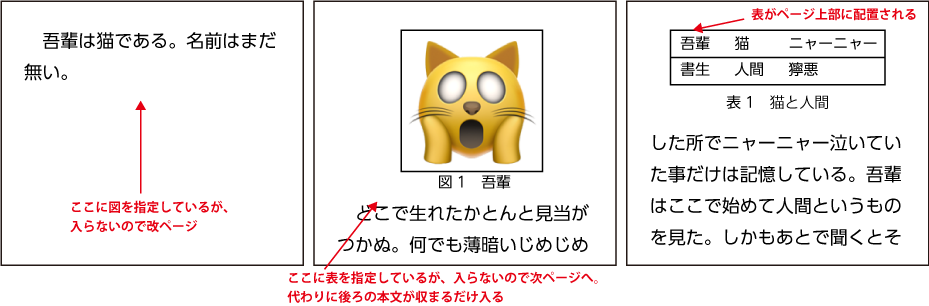 吾輩は猫である。名前はまだ
無い。
ここに図を指定しているが、
入らないので改ページ
図 1　吾輩
どこで生れたかとんと見当が
つかぬ。何でも薄暗いじめじめ
ここに表を指定しているが、入らないので次ページへ。
代わりに後ろの本文が収まるだけ入る
表がページ上部に配置される
吾輩　猫　ニャーニャー
書生　人間　獰悪
表 1　猫と人間
した所でニャーニャー泣いてい
た事だけは記憶している。吾輩
はここで始めて人間というもの
を見た。しかもあとで聞くとそ